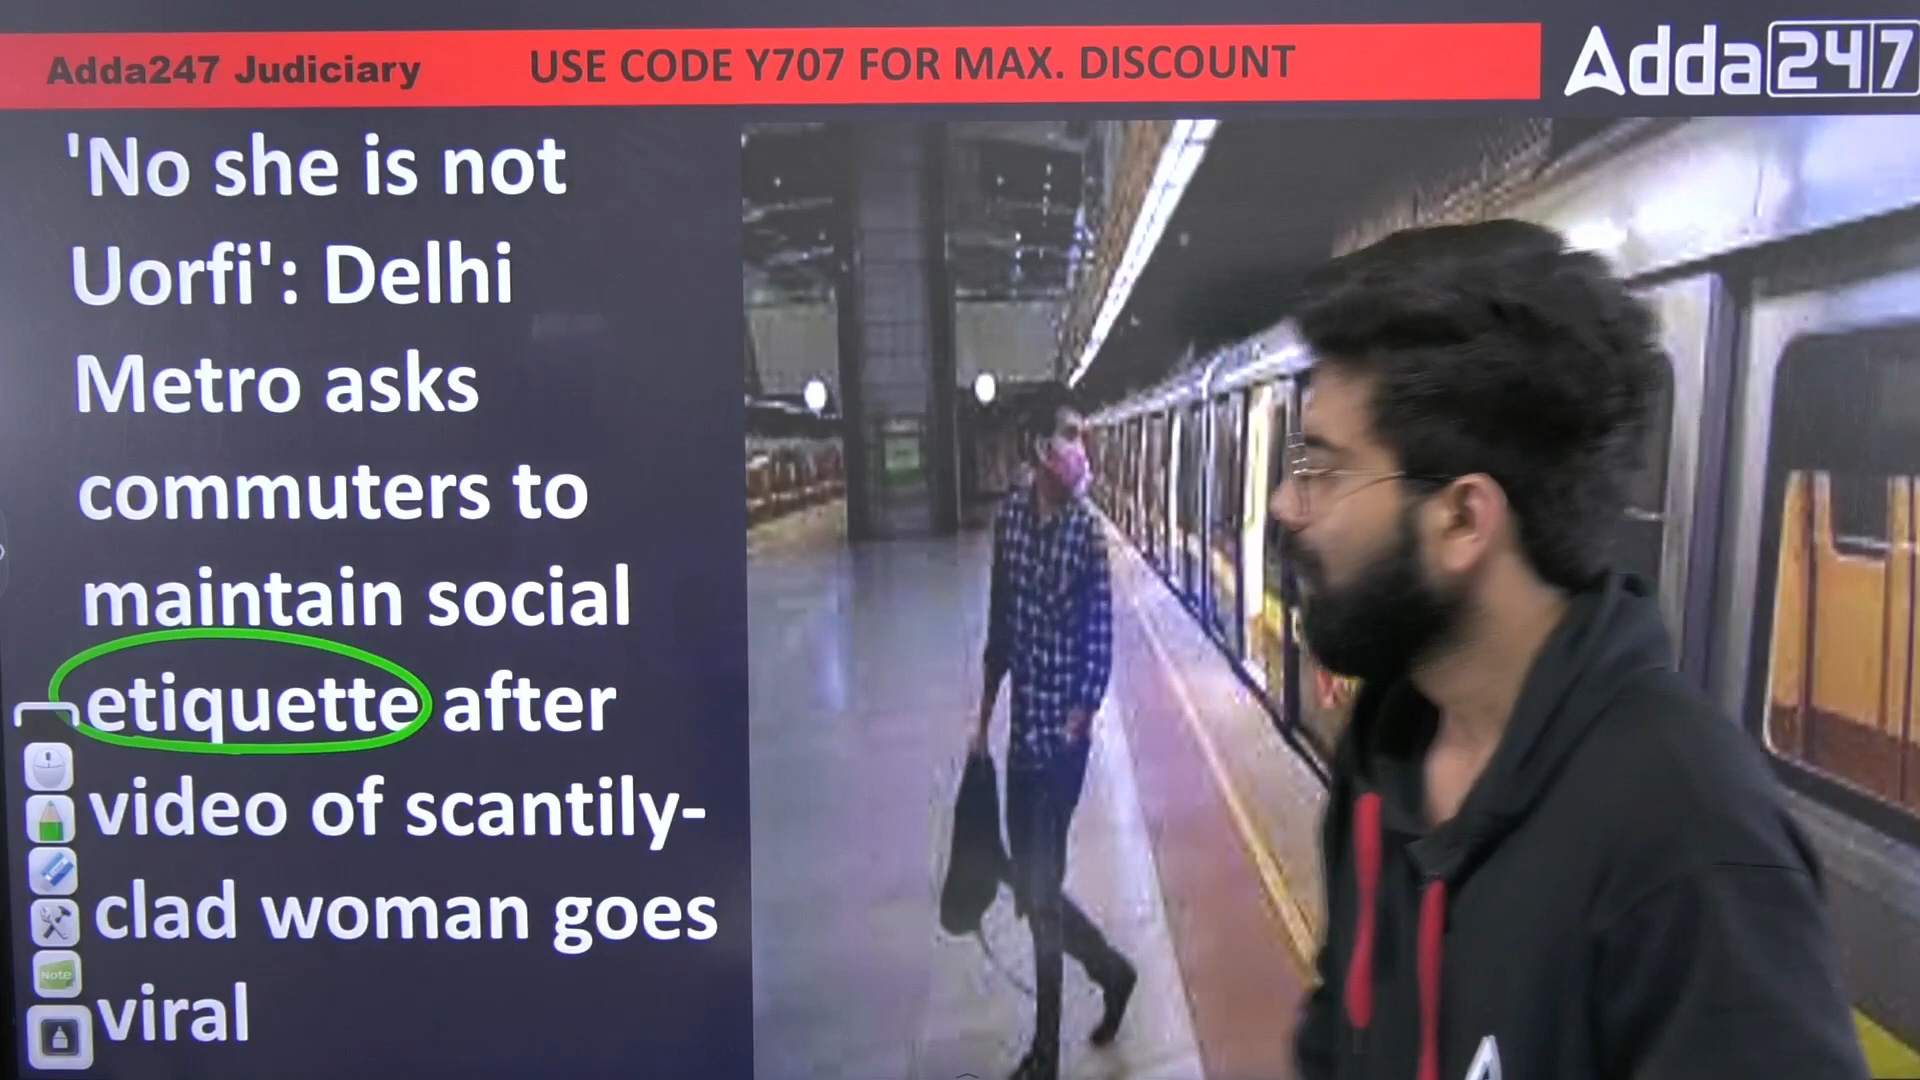 Adda247 Judiciary
USE CODE Y707 FOR MAX. DISCOUNT
Adda247
'No she is not
Uorfi': Delhi
Metro asks
commuters to
maintain social
etiquette after
video of scantily-
clad woman goes
viral
Note